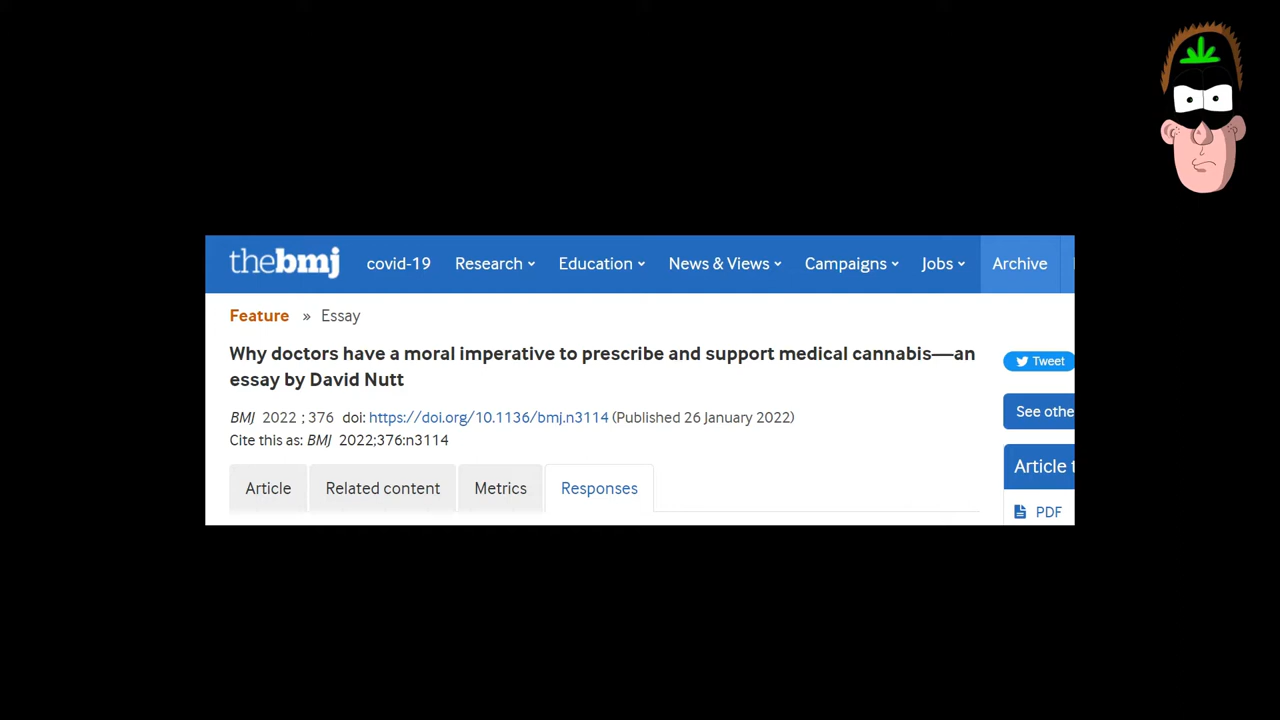 thebmj covid-19 Research Education News & Views Campaigns Jobs Archive
Feature » Essay
Why doctors have a moral imperative to prescribe and support medical cannabis—an
essay by David Nutt
Tweet
BMJ 2022 ; 376 doi: https://doi.org/10.1136/bmj.n3114 (Published 26 January 2022)
See othe
Cite this as: BMJ 2022;376:n3114
Article t
Article Related content Metrics Responses
PDF